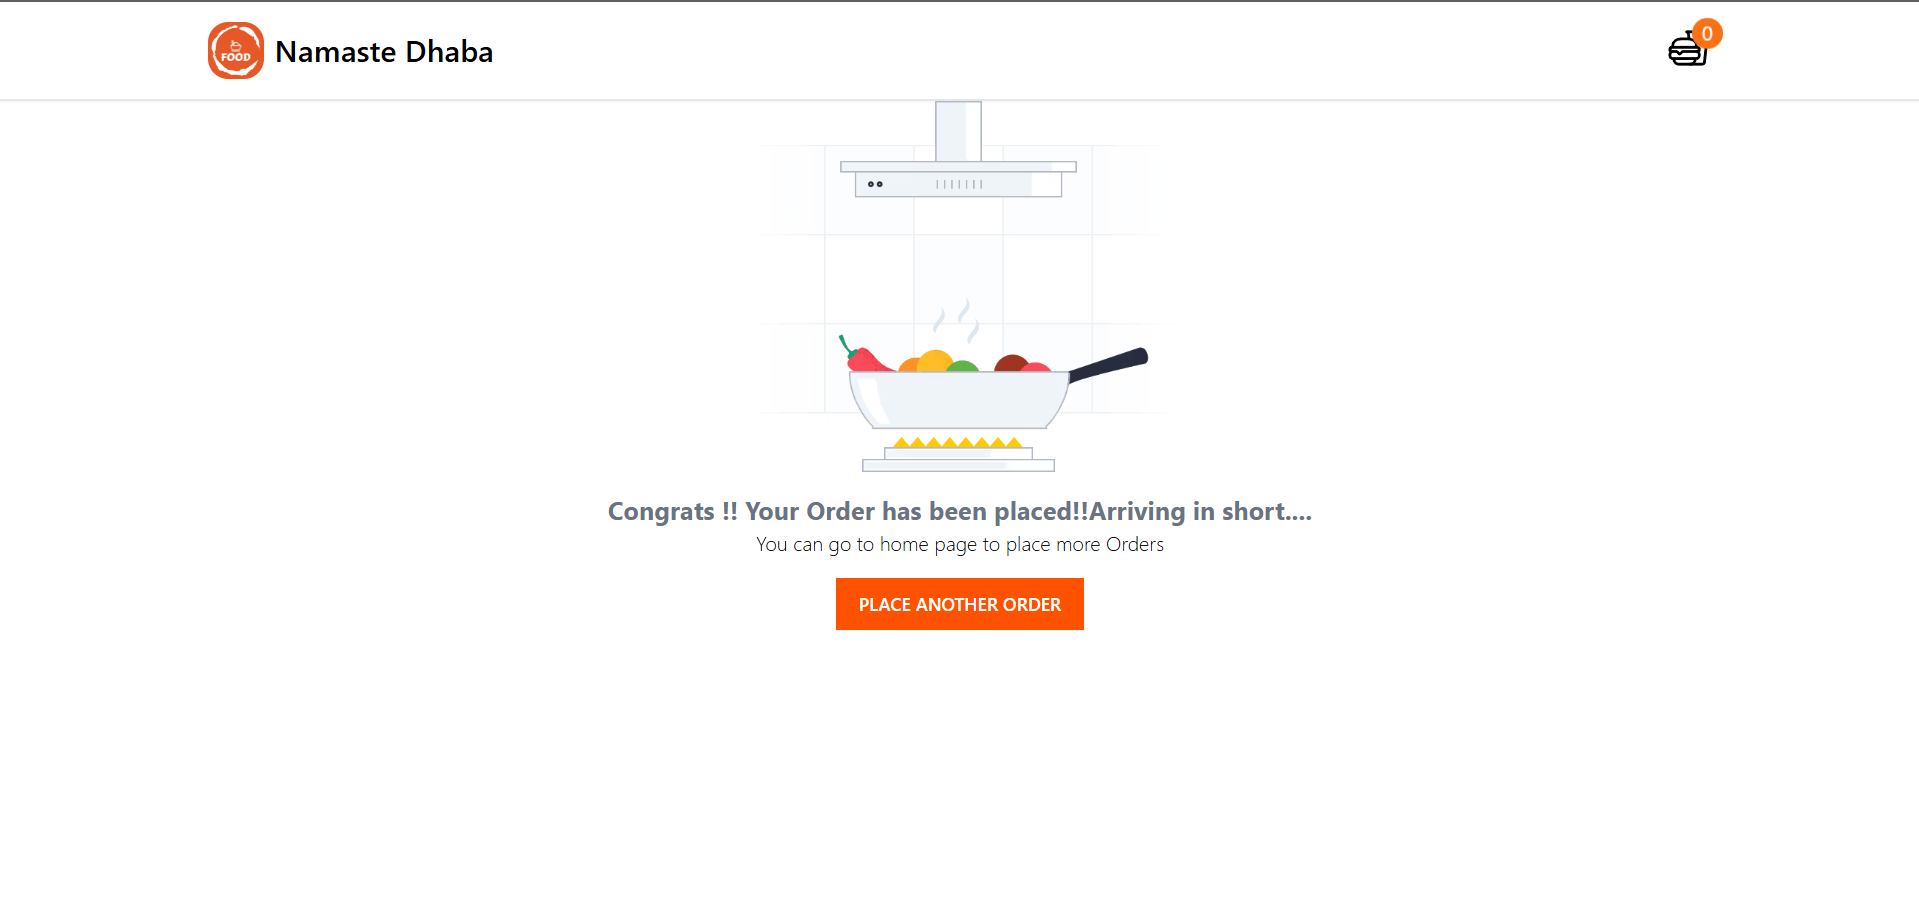 FOOD
Namaste Dhaba
0
Congrats !! Your Order has been placed!!Arriving in short....
You can go to home page to place more Orders
PLACE ANOTHER ORDER